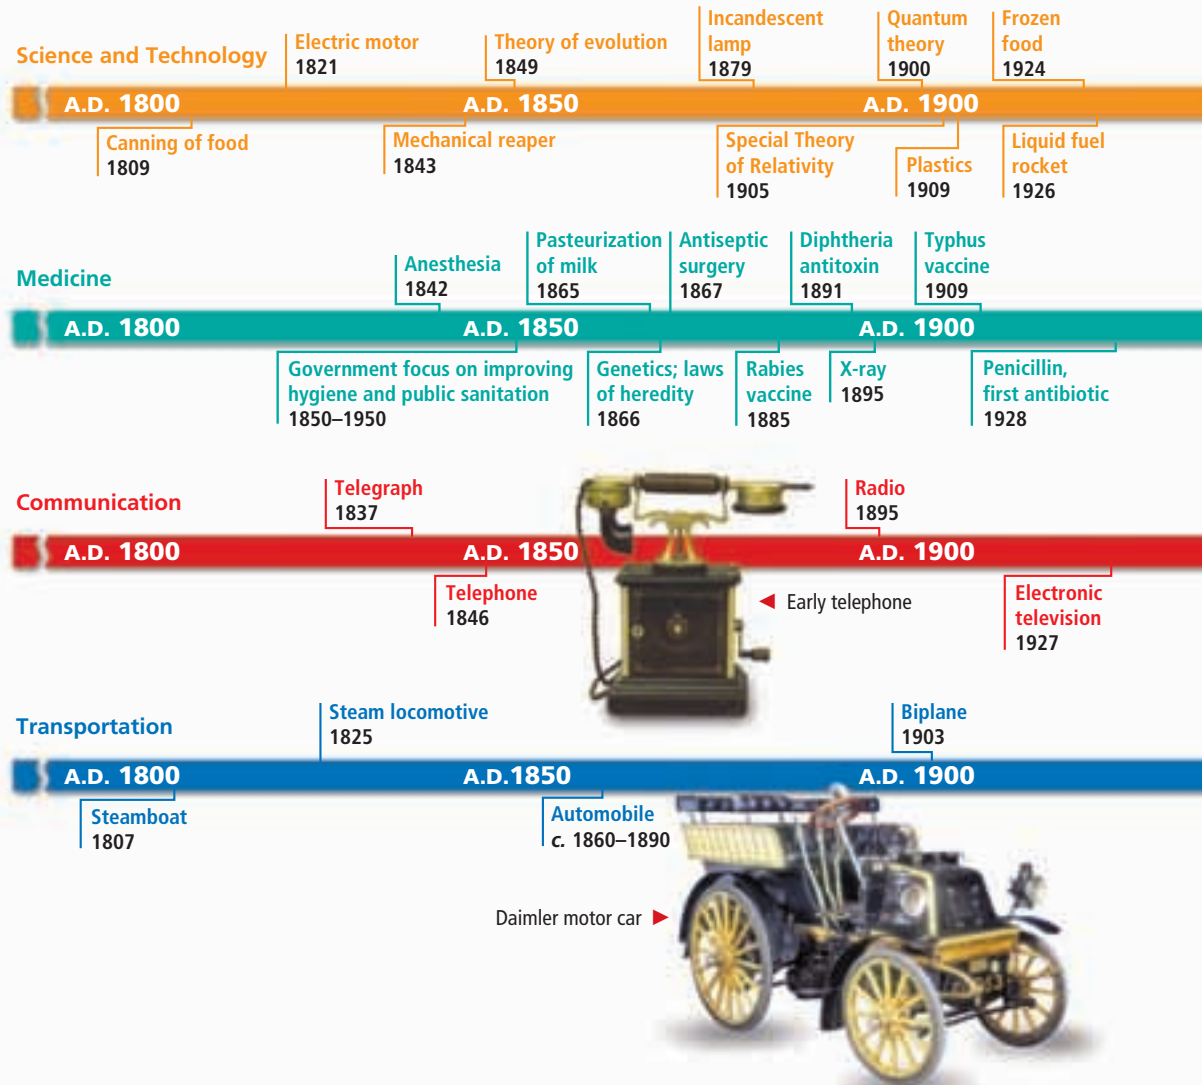 Science and Technology
Electric motor
1821
Theory of evolution
1849
Incandescent
lamp
1879
Quantum
theory
1900
Frozen
food
1924
A.D. 1800
A.D. 1850
A.D. 1900
Canning of food
1809
Mechanical reaper
1843
Special Theory
of Relativity
1905
Plastics
1909
Liquid fuel
rocket
1926
Medicine
Anesthesia
1842
Pasteurization
of milk
1865
Antiseptic
surgery
1867
Diphtheria
antitoxin
1891
Typhus
vaccine
1909
A.D. 1800
A.D. 1850
A.D. 1900
Government focus on improving
hygiene and public sanitation
1850–1950
Genetics; laws
of heredity
1866
Rabies
vaccine
1885
X-ray
1895
Penicillin,
first antibiotic
1928
Communication
Telegraph
1837
Radio
1895
A.D. 1800
A.D. 1850
A.D. 1900
Telephone
1846
Early telephone
Electronic
television
1927
Transportation
Steam locomotive
1825
Biplane
1903
A.D. 1800
A.D.1850
A.D. 1900
Steamboat
1807
Automobile
c. 1860–1890
Daimler motor car